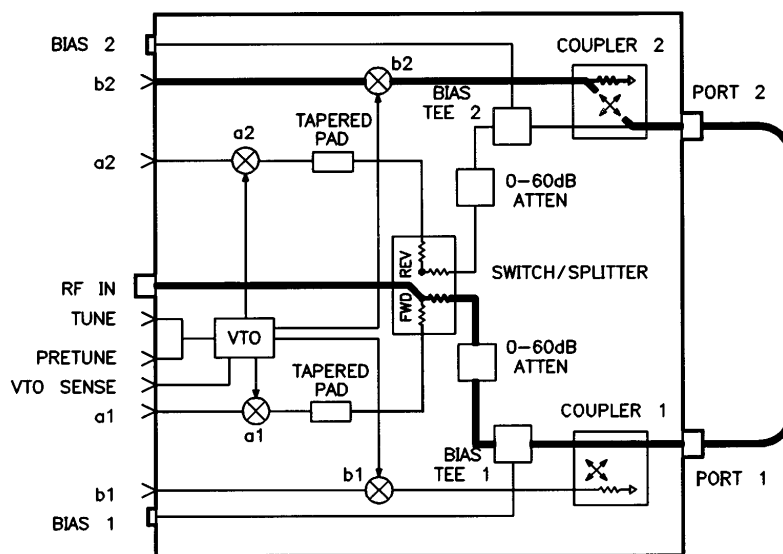 BIAS 2
COUPLER 2
b2
b2
BIAS
TEE 2
PORT 2
TAPERED
PAD
a2
a2
0-60dB
ATTEN
REV
SWITCH/SPLITTER
RF IN
FWD
TUNE
VTO
PRETUNE
0-60dB
ATTEN
TAPERED
PAD
VTO SENSE
a1
a1
COUPLER 1
BIAS
TEE 1
b1
PORT 1
b1
BIAS 1